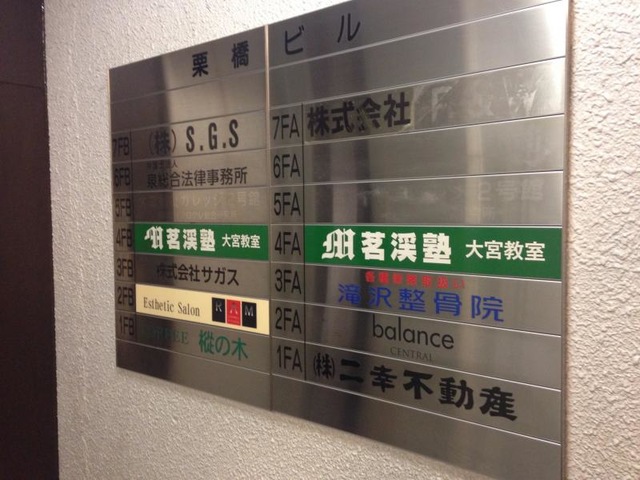 栗橋ビル
7FB (株) S.G.S
6FB 泉総合法律事務所
5FB
4FB 茗渓塾 大宮教室
3FB 株式会社サガス
2FB Esthetic Salon R A M
1FB 樅の木
7FA 株式会社
6FA
5FA
4FA 茗渓塾 大宮教室
3FA 滝沢整骨院
2FA balance
CENTRAL
1FA (株)二幸不動産